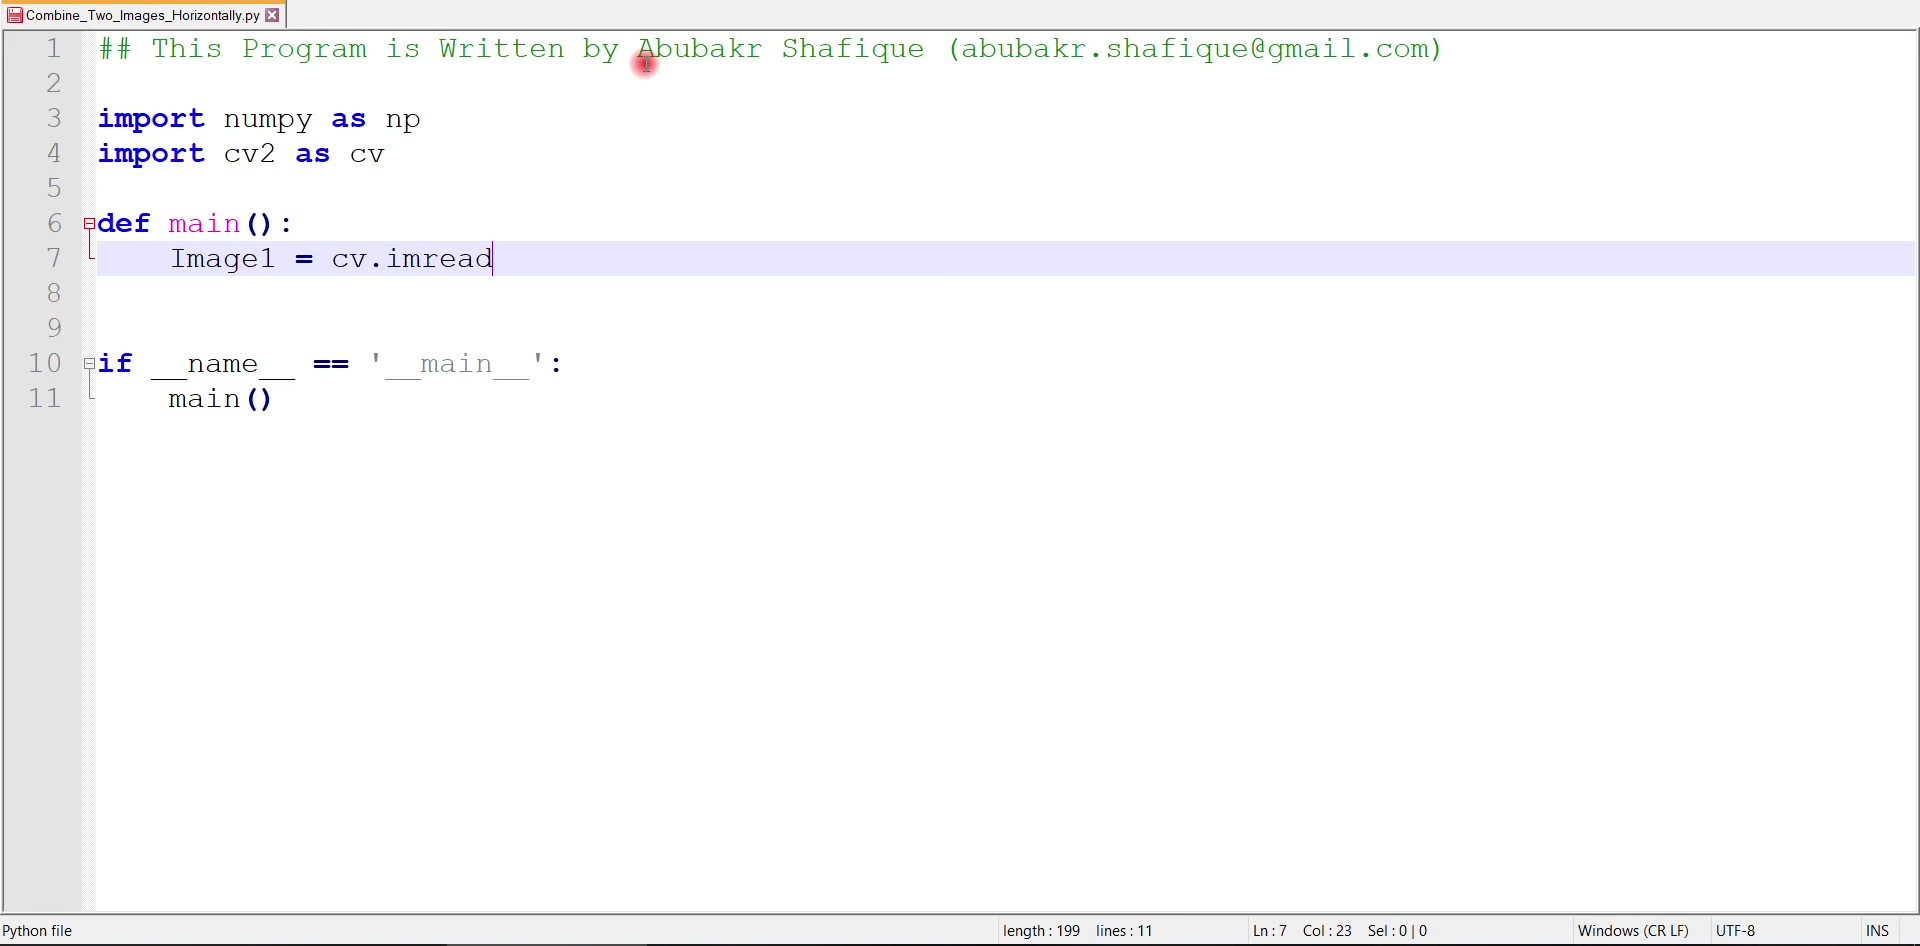 Combine_Two_Images_Horizontally.py
1 ## This Program is Written by Abubakr Shafique (abubakr.shafique@gmail.com)
2
3 import numpy as np
4 import cv2 as cv
5
6 def main():
7 Image1 = cv.imread
8
9
10 if __name__ == '__main__':
11 main()
Python file length : 199 lines : 11 Ln : 7 Col : 23 Sel : 0 | 0 Windows (CR LF) UTF-8 INS